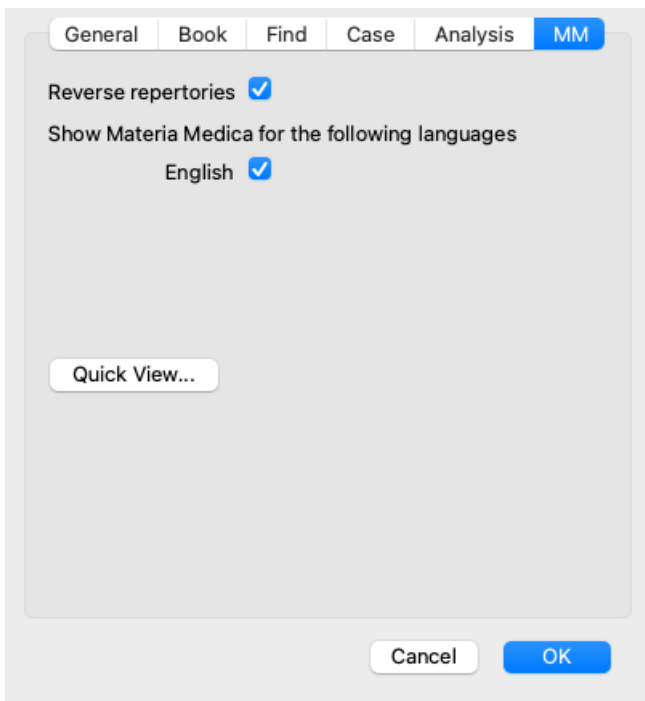 General Book Find Case Analysis MM
Reverse repertories
Show Materia Medica for the following languages
English
Quick View...
Cancel OK